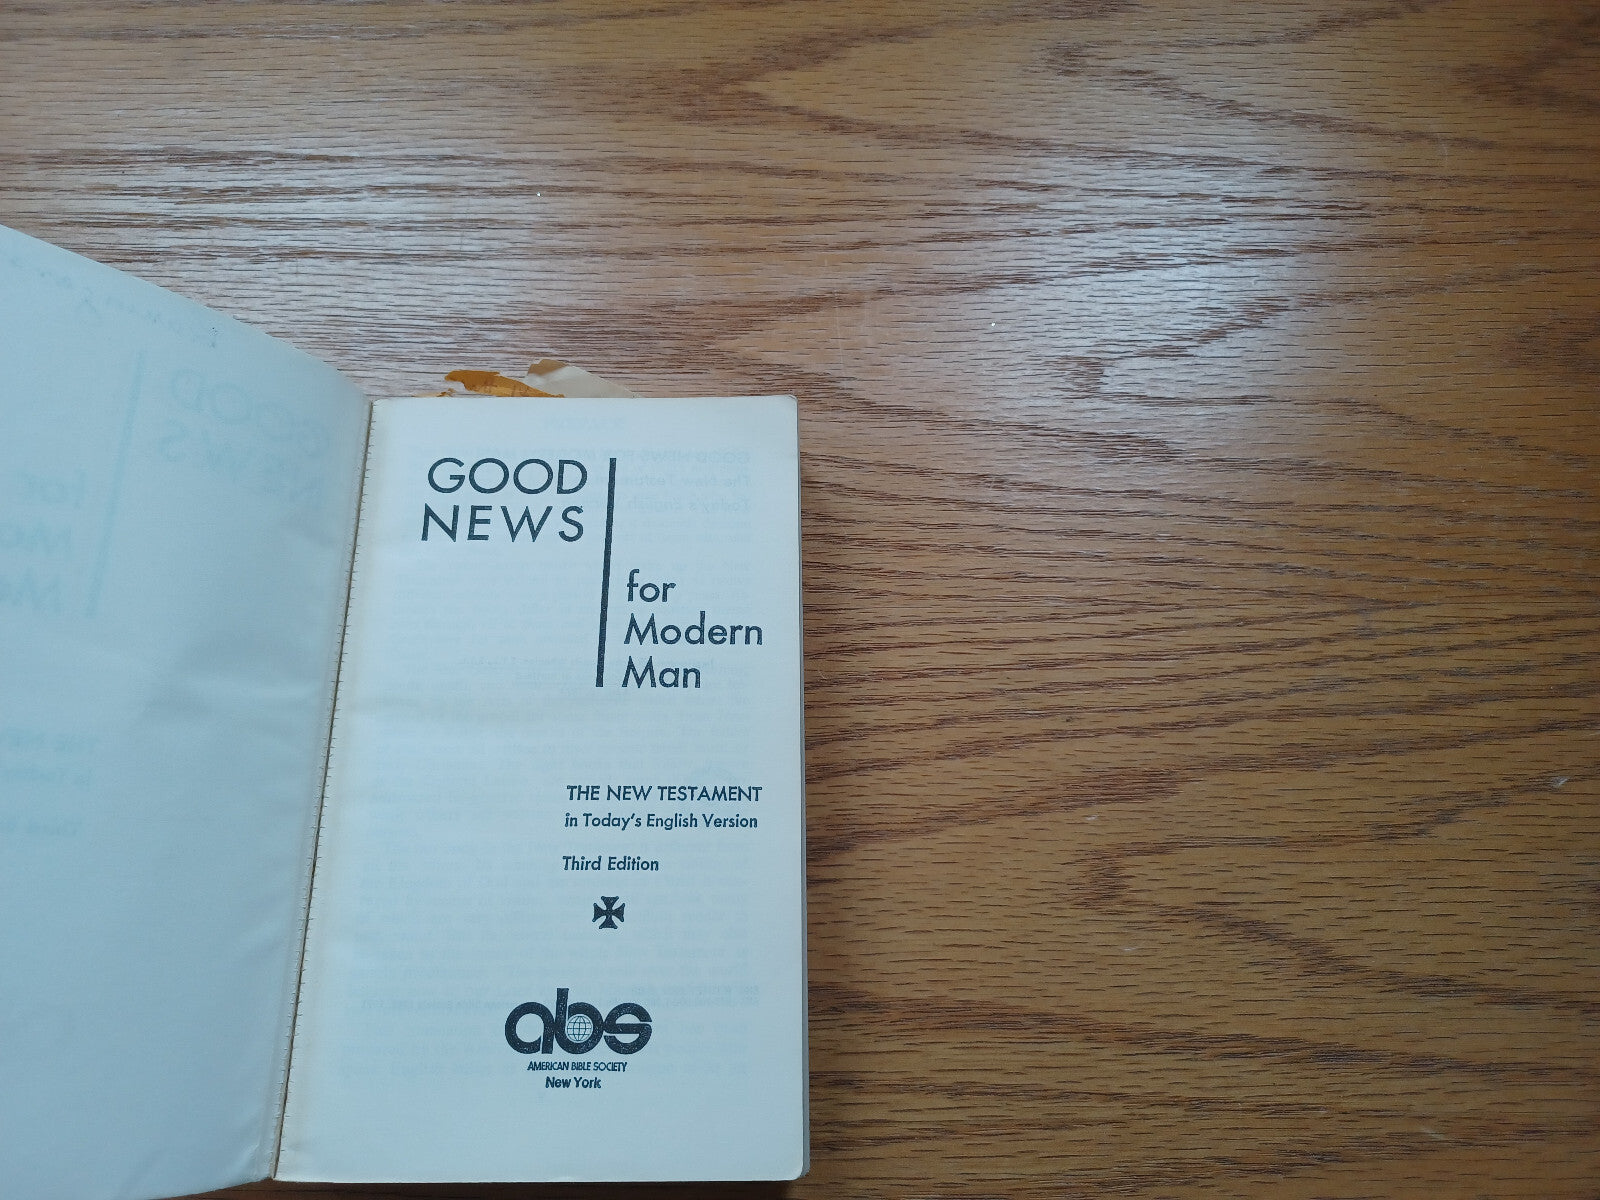 GOOD
NEWS
for
Modern
Man
THE NEW TESTAMENT
in Today's English Version
Third Edition
abs
AMERICAN BIBLE SOCIETY
New York